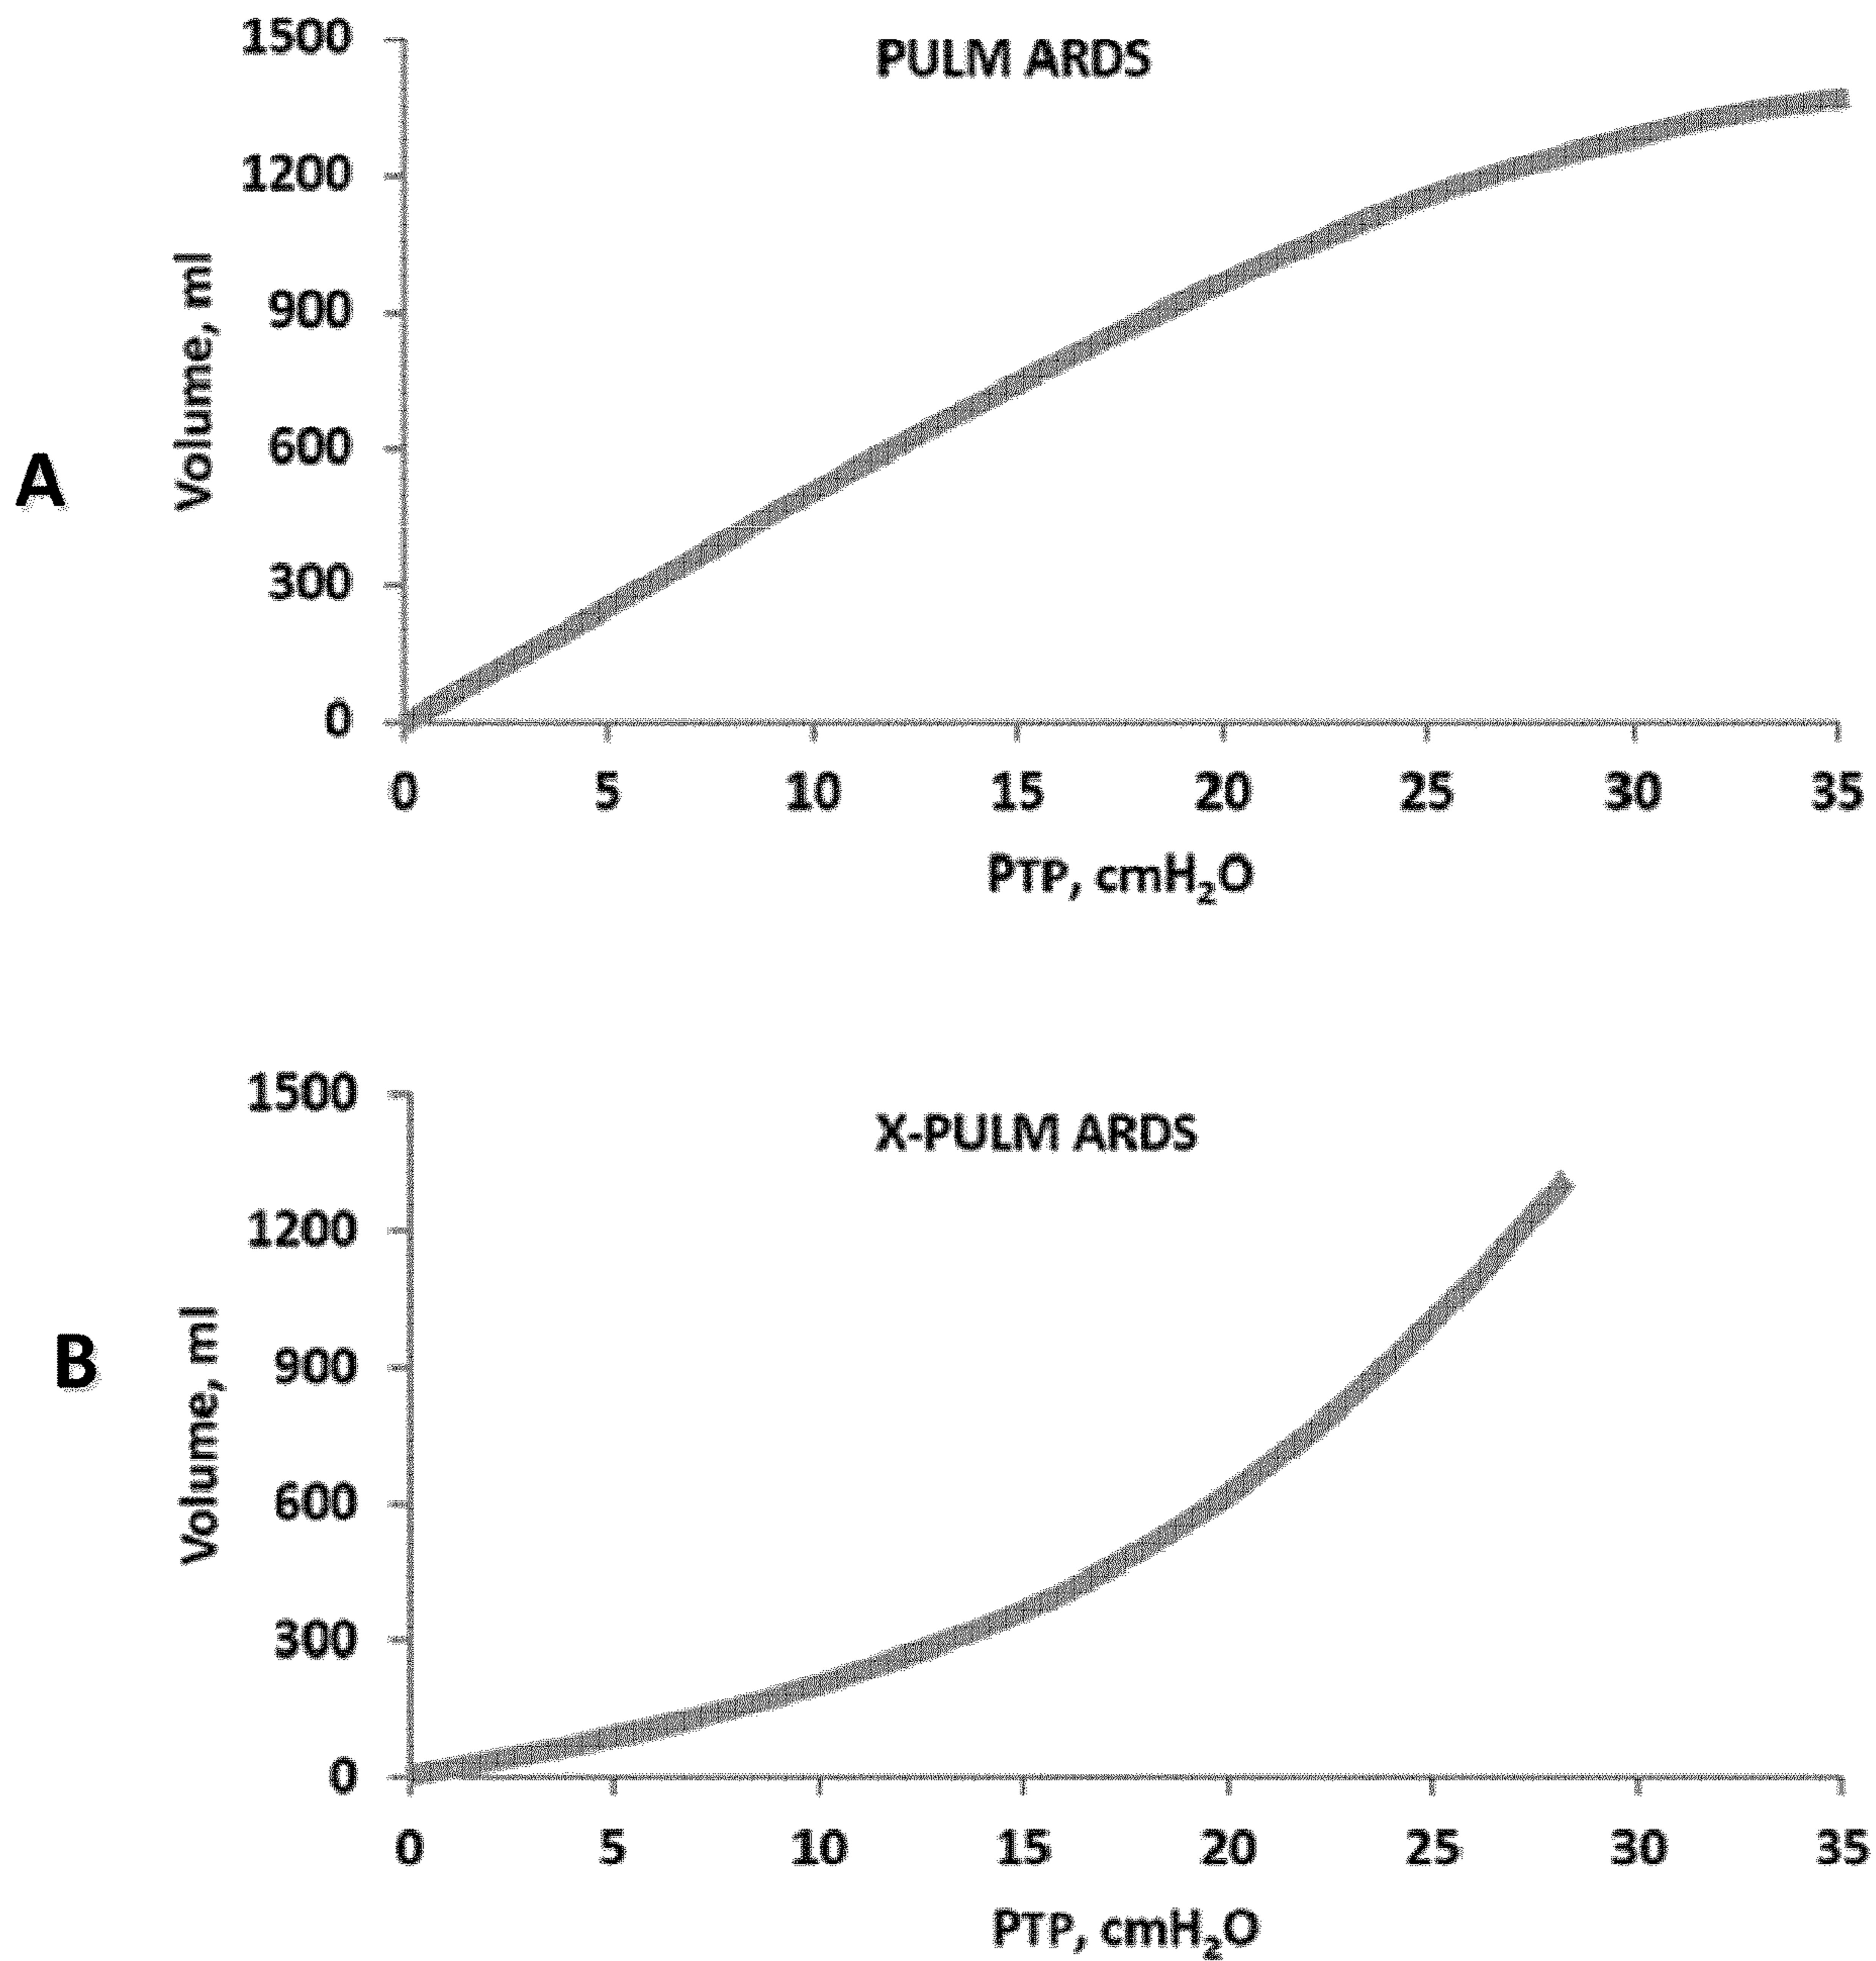 A
PULM ARDS
Volume, ml
1500
1200
900
600
300
0
0 5 10 15 20 25 30 35
PTP, cmH₂O
B
X-PULM ARDS
Volume, ml
1500
1200
900
600
300
0
0 5 10 15 20 25 30 35
PTP, cmH₂O